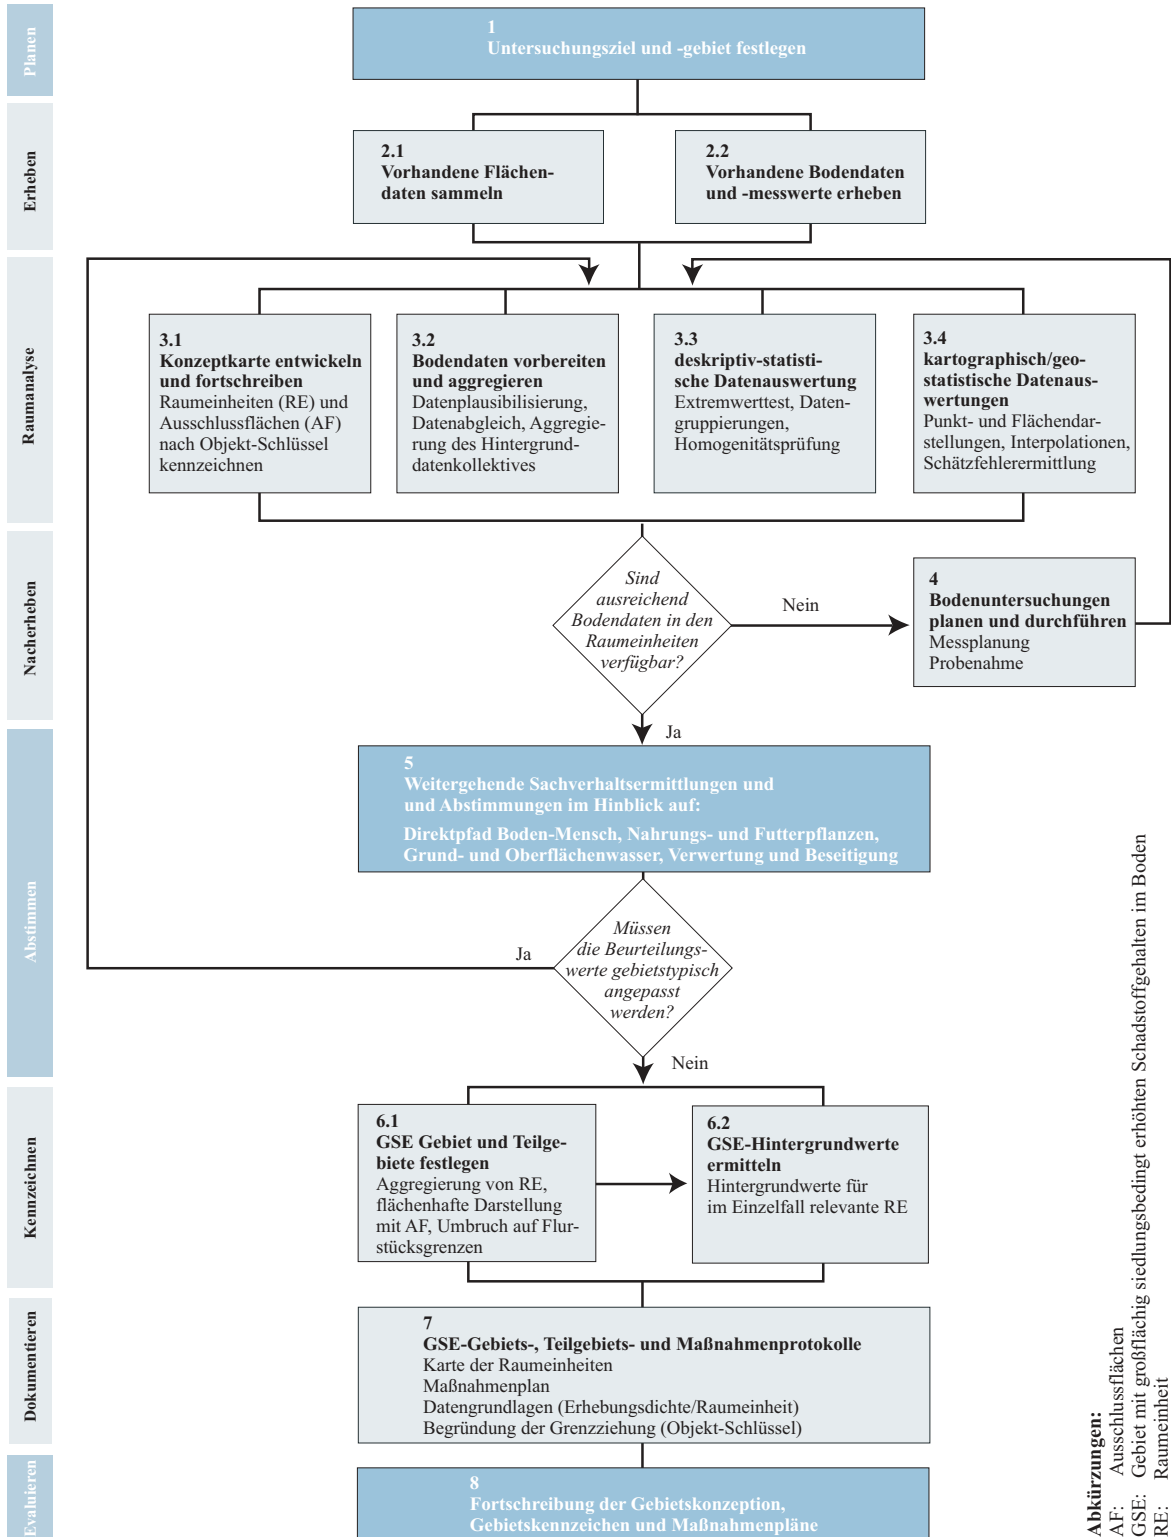 Planen
1
Untersuchungsziel und -gebiet festlegen
Erheben
2.1
Vorhandene Flächen-
daten sammeln
2.2
Vorhandene Bodendaten
und -messwerte erheben
Raumanalyse
3.1
Konzeptkarte entwickeln
und fortschreiben
Raumeinheiten (RE) und
Ausschlussflächen (AF)
nach Objekt-Schlüssel
kennzeichnen
3.2
Bodendaten vorbereiten
und aggregieren
Datenplausibilisierung,
Datenabgleich, Aggregie-
rung des Hintergrund-
datenkollektives
3.3
deskriptiv-statisti-
sche Datenauswertung
Extremwerttest, Daten-
gruppierungen,
Homogenitätsprüfung
3.4
kartographisch/geo-
statistische Datenaus-
wertungen
Punkt- und Flächendar-
stellungen, Interpolationen,
Schätzfehlerermittlung
Nacherheben
Sind
ausreichend
Bodendaten in den
Raumeinheiten
verfügbar?
Nein
4
Bodenuntersuchungen
planen und durchführen
Messplanung
Probenahme
Ja
Abstimmen
5
Weitergehende Sachverhaltsermittlungen und
und Abstimmungen im Hinblick auf:
Direktpfad Boden-Mensch, Nahrungs- und Futterpflanzen,
Grund- und Oberflächenwasser, Verwertung und Beseitigung
Müssen
die Beurteilungs-
werte gebietstypisch
angepasst
werden?
Ja
Nein
Kennzeichnen
6.1
GSE Gebiet und Teilge-
biete festlegen
Aggregierung von RE,
flächenhafte Darstellung
mit AF, Umbruch auf Flur-
stücksgrenzen
6.2
GSE-Hintergrundwerte
ermitteln
Hintergrundwerte für
im Einzelfall relevante RE
Dokumentieren
7
GSE-Gebiets-, Teilgebiets- und Maßnahmenprotokolle
Karte der Raumeinheiten
Maßnahmenplan
Datengrundlagen (Erhebungsdichte/Raumeinheit)
Begründung der Grenzziehung (Objekt-Schlüssel)
Evaluieren
8
Fortschreibung der Gebietskonzeption,
Gebietskennzeichen und Maßnahmenpläne
Abkürzungen:
AF: Ausschlussflächen
GSE: Gebiet mit großflächig siedlungsbedingt erhöhten Schadstoffgehalten im Boden
RE: Raumeinheit